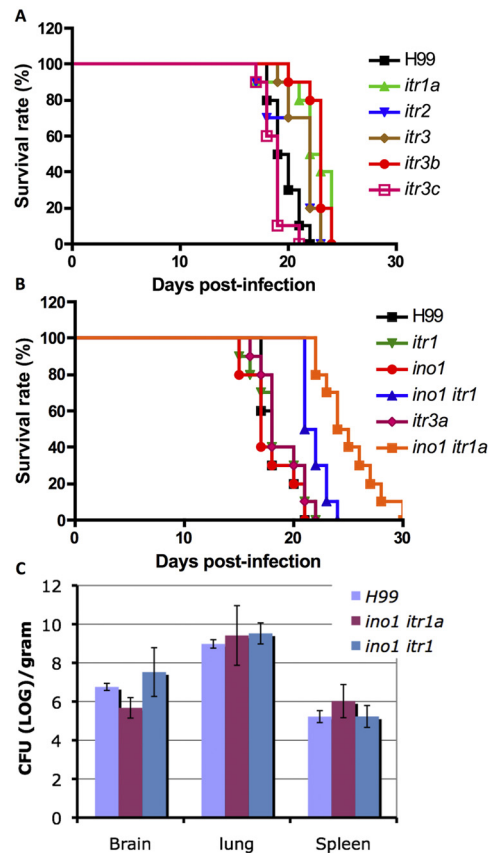 A
Survival rate (%)
120
100
80
60
40
20
0
0 10 20 30
Days post-infection
H99
itr1a
itr2
itr3
itr3b
itr3c
B
Survival rate (%)
120
100
80
60
40
20
0
0 10 20 30
Days post-infection
H99
itr1
ino1
ino1 itr1
itr3a
ino1 itr1a
C
CFU (LOG)/gram
12
10
8
6
4
2
0
Brain lung Spleen
H99
ino1 itr1a
ino1 itr1